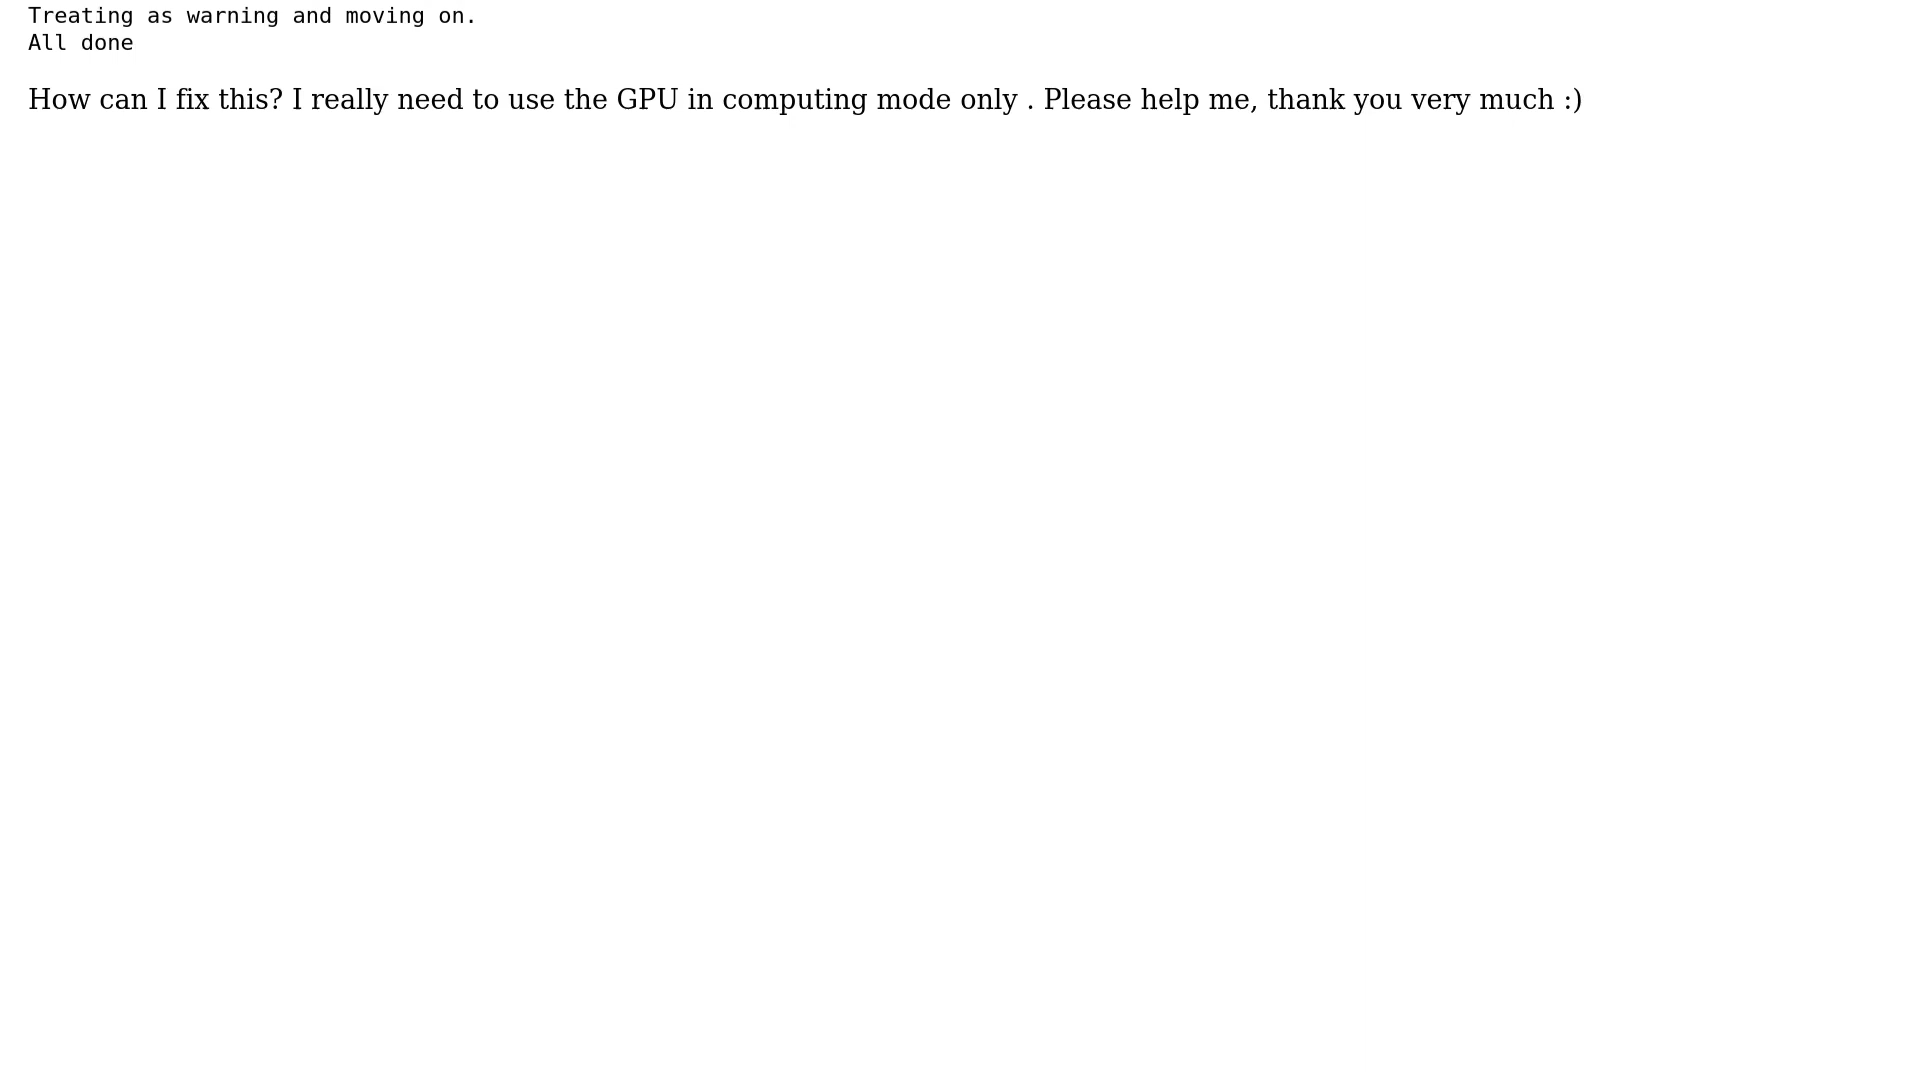 Treating as warning and moving on.
All done
How can I fix this? I really need to use the GPU in computing mode only . Please help me, thank you very much :)